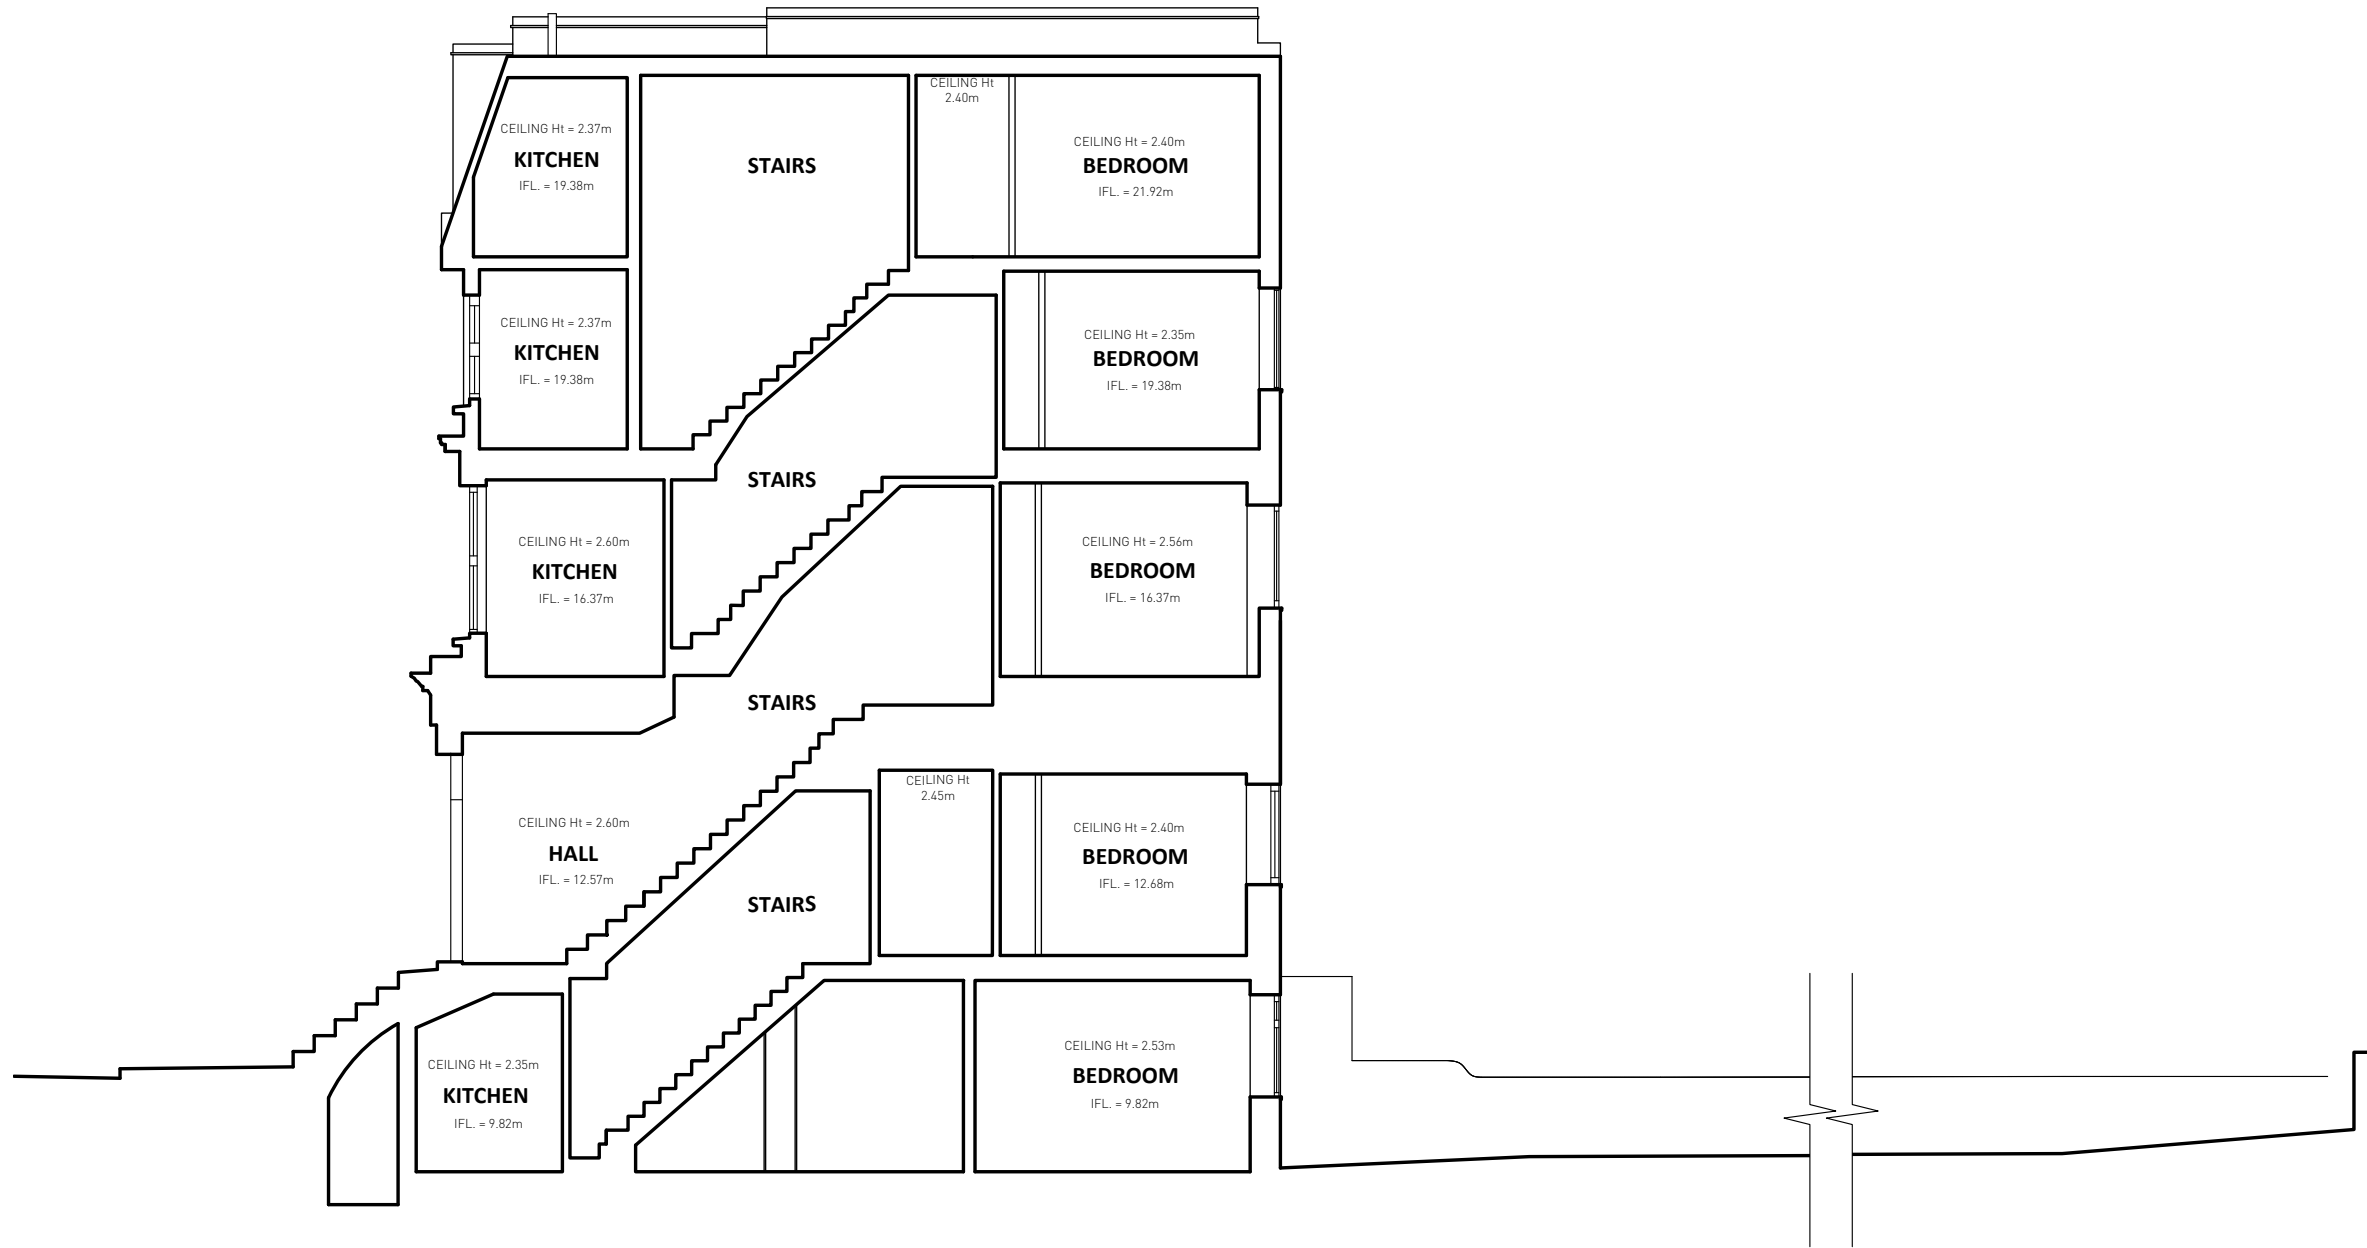 CEILING Ht
2.40m
CEILING Ht = 2.37m
KITCHEN
IFL. = 19.38m
STAIRS
CEILING Ht = 2.40m
BEDROOM
IFL. = 21.92m
CEILING Ht = 2.37m
KITCHEN
IFL. = 19.38m
CEILING Ht = 2.35m
BEDROOM
IFL. = 19.38m
STAIRS
CEILING Ht = 2.60m
KITCHEN
IFL. = 16.37m
CEILING Ht = 2.56m
BEDROOM
IFL. = 16.37m
STAIRS
CEILING Ht
2.45m
CEILING Ht = 2.60m
HALL
IFL. = 12.57m
CEILING Ht = 2.40m
BEDROOM
IFL. = 12.68m
STAIRS
CEILING Ht = 2.35m
KITCHEN
IFL. = 9.82m
CEILING Ht = 2.53m
BEDROOM
IFL. = 9.82m